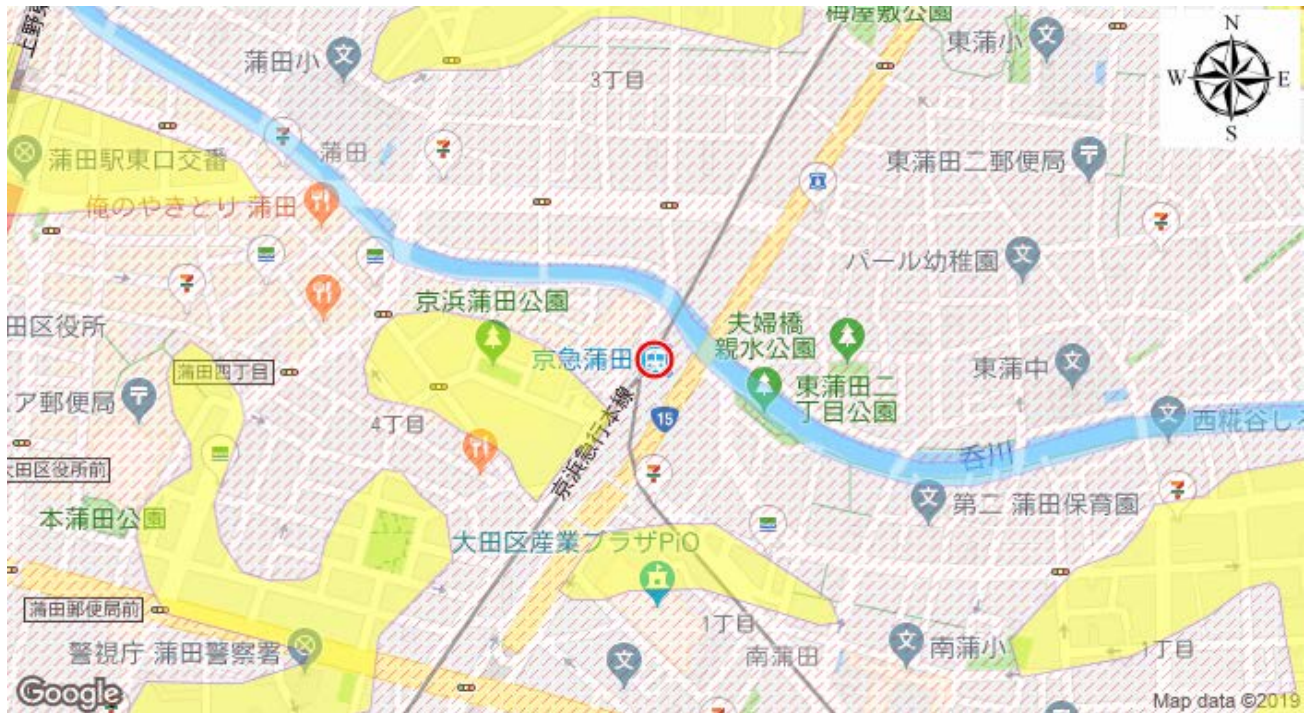 梅屋敷公園
東蒲小
N
W
E
S
蒲田小
3丁目
蒲田駅東口交番
蒲田
東蒲田二郵便局
俺のやきとり 蒲田
パール幼稚園
京浜蒲田公園
田区役所
夫婦橋
親水公園
京急蒲田
蒲田四丁目
東蒲中
ア郵便局
東蒲田二
丁目公園
4丁目
15
京浜急行本線
西糀谷し
呑川
大田区役所前
第二 蒲田保育園
本蒲田公園
大田区産業プラザPiO
蒲田郵便局前
1丁目
警視庁 蒲田警察署
南蒲田
南蒲小
1丁目
Google
Map data ©2019